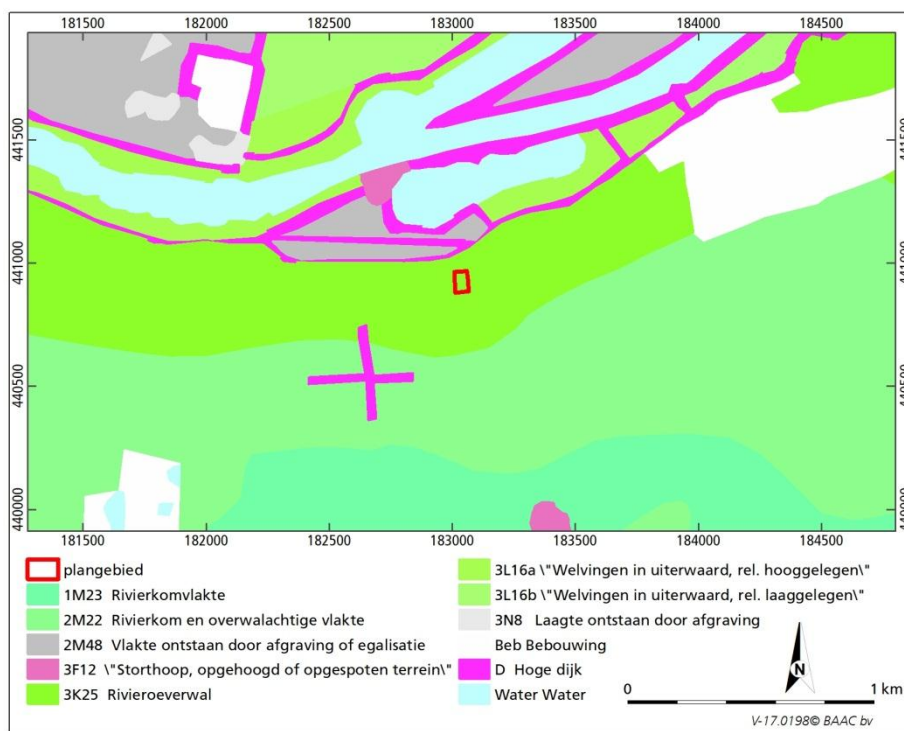 181500 182000 182500 183000 183500 184000 184500
441500 441500
441000 441000
440500 440500
440000 440000
181500 182000 182500 183000 183500 184000 184500
plangebied
1M23 Rivierkomvlakte
2M22 Rivierkom en overwalachtige vlakte
2M48 Vlakte ontstaan door afgraving of egalisatie
3F12 \"Storthoop, opgehoogd of opgespoten terrein\"
3K25 Rivieroeverwal
3L16a \"Welvingen in uiterwaard, rel. hooggelegen\"
3L16b \"Welvingen in uiterwaard, rel. laaggelegen\"
3N8 Laagte ontstaan door afgraving
Beb Bebouwing
D Hoge dijk
Water Water
N
0 1 km
V-17.0198© BAAC bv